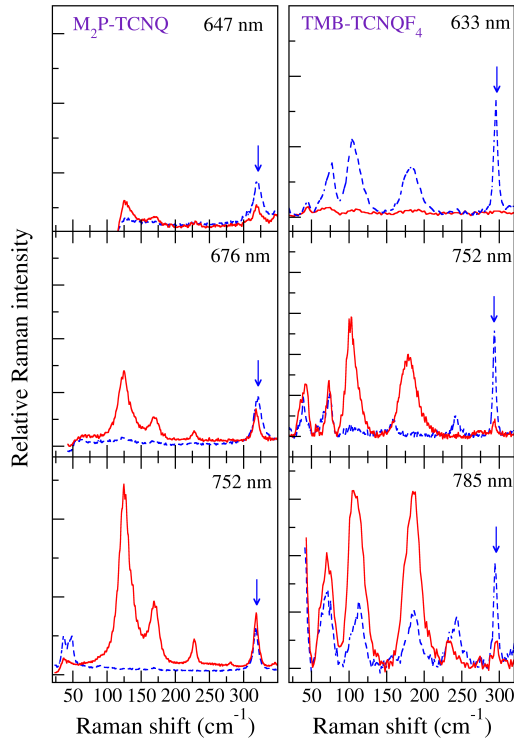 M₂P-TCNQ 647 nm
TMB-TCNQF₄ 633 nm
676 nm
752 nm
752 nm
785 nm
Relative Raman intensity
50 100 150 200 250 300
50 100 150 200 250 300
Raman shift (cm⁻¹)
Raman shift (cm⁻¹)